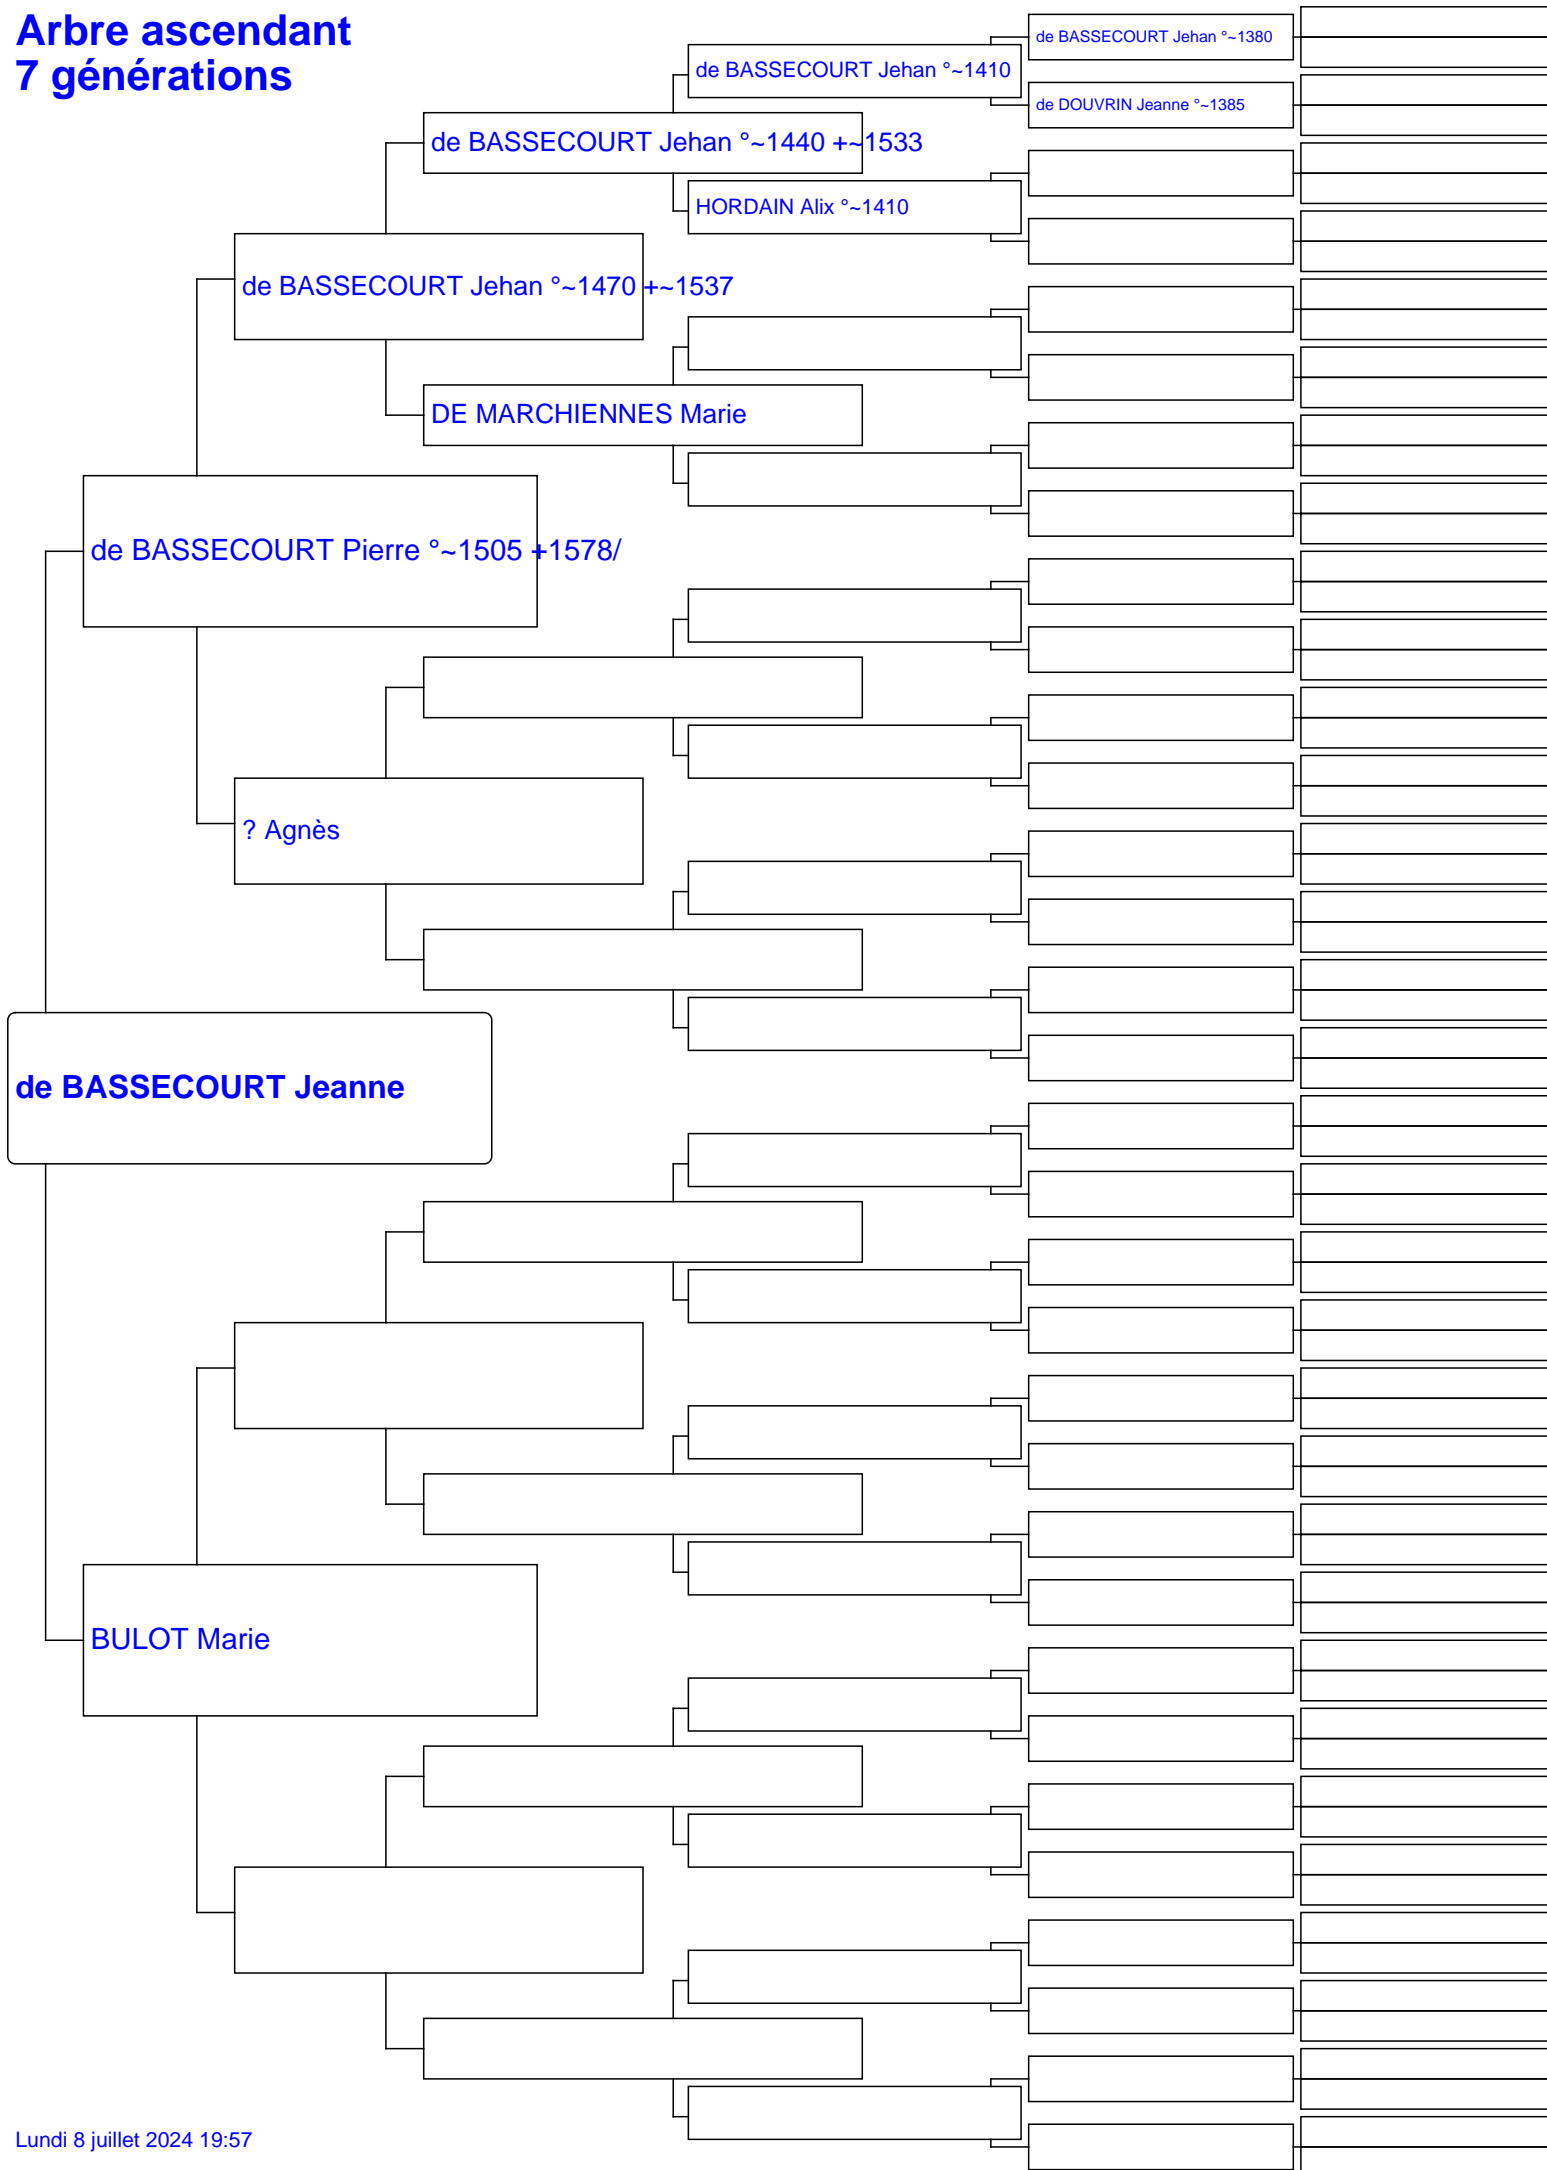 Arbre ascendant
7 générations
de BASSECOURT Jehan °~1380
de BASSECOURT Jehan °~1410
de DOUVRIN Jeanne °~1385
de BASSECOURT Jehan °~1440 +~1533
HORDAIN Alix °~1410
de BASSECOURT Jehan °~1470 +~1537
DE MARCHIENNES Marie
de BASSECOURT Pierre °~1505 +1578/
? Agnès
de BASSECOURT Jeanne
BULOT Marie
Lundi 8 juillet 2024 19:57